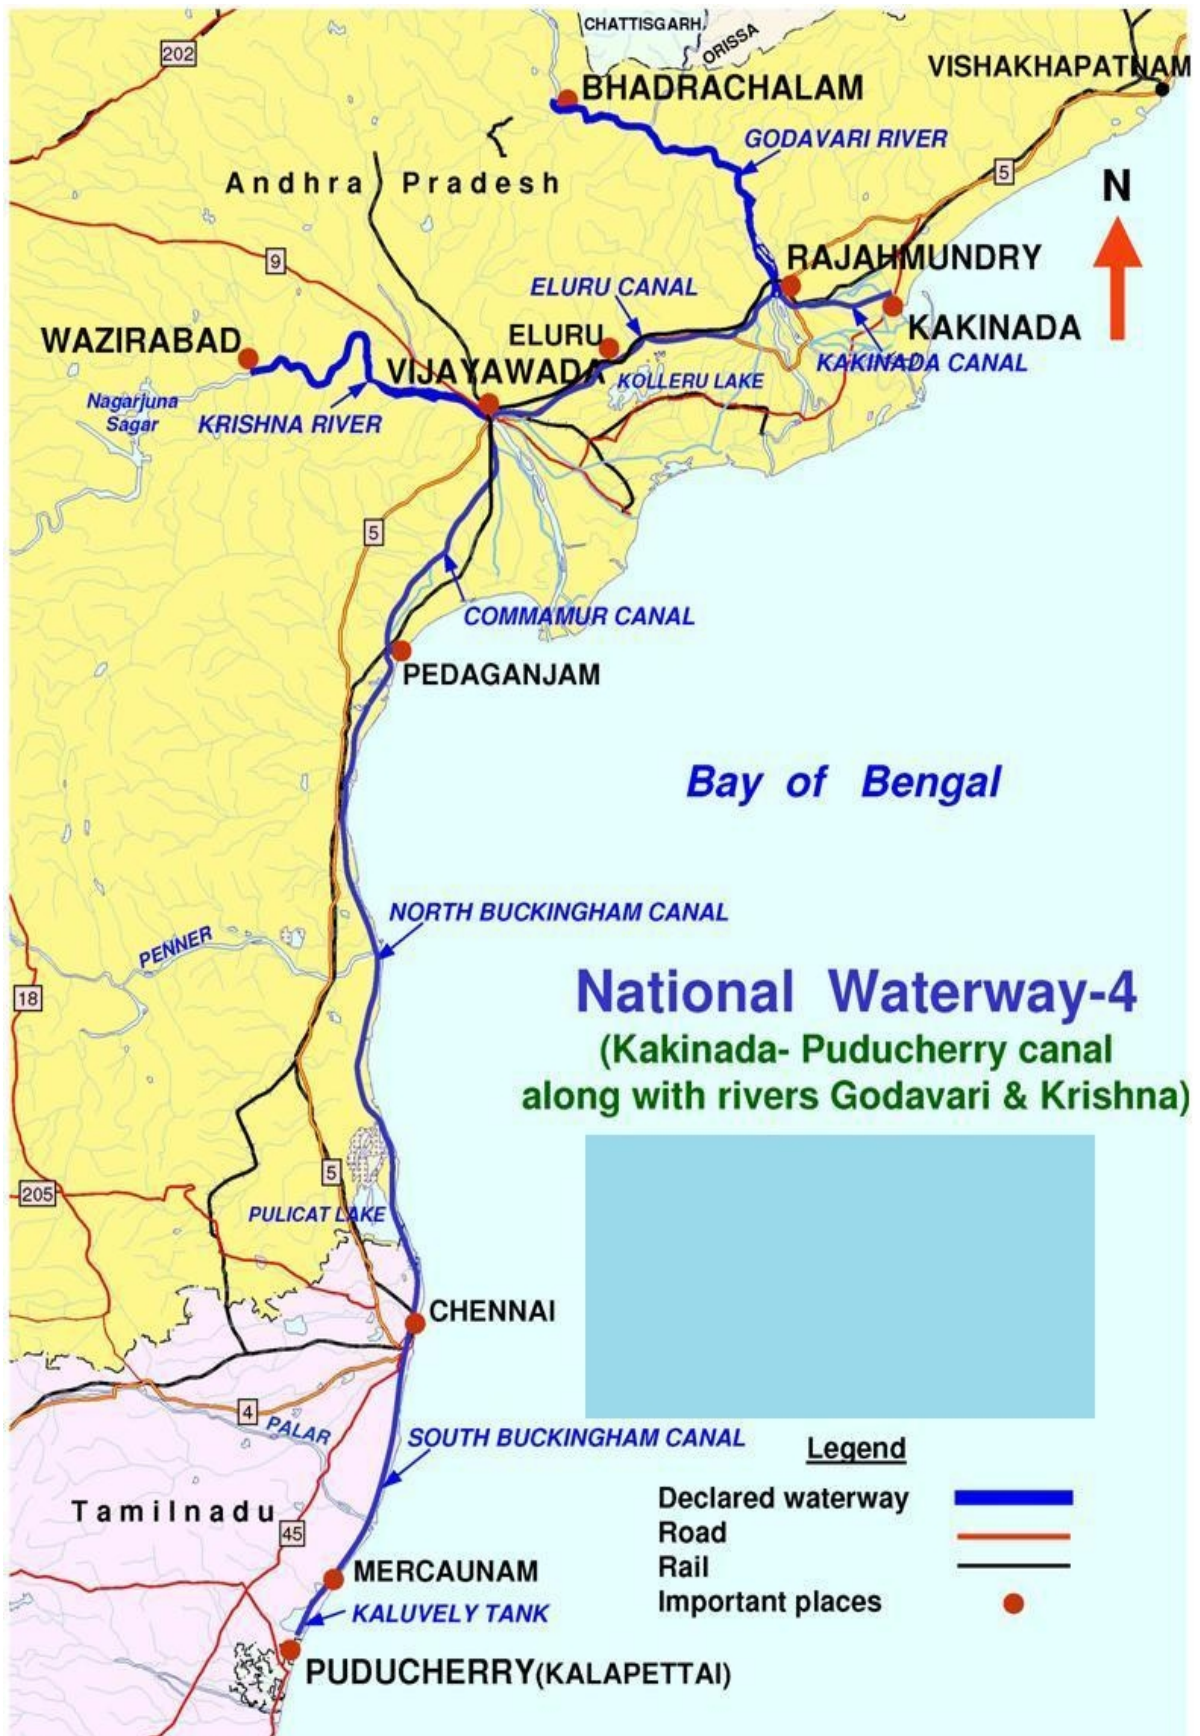 CHATTISGARH
ORISSA
202
VISHAKHAPATNAM
BHADRACHALAM
GODAVARI RIVER
Andhra Pradesh
5
N
9
RAJAHMUNDRY
ELURU CANAL
WAZIRABAD
ELURU
KAKINADA
VIJAYAWADA
KOLLERU LAKE
KAKINADA CANAL
Nagarjuna
Sagar
KRISHNA RIVER
5
COMMAMUR CANAL
PEDAGANJAM
Bay of Bengal
NORTH BUCKINGHAM CANAL
PENNER
18
National Waterway-4
(Kakinada- Puducherry canal
along with rivers Godavari & Krishna)
5
205
PULICAT LAKE
CHENNAI
4
PALAR
SOUTH BUCKINGHAM CANAL
Legend
Declared waterway
Road
Rail
Important places
Tamilnadu
45
MERCAUNAM
KALUVELY TANK
PUDUCHERRY(KALAPETTAI)